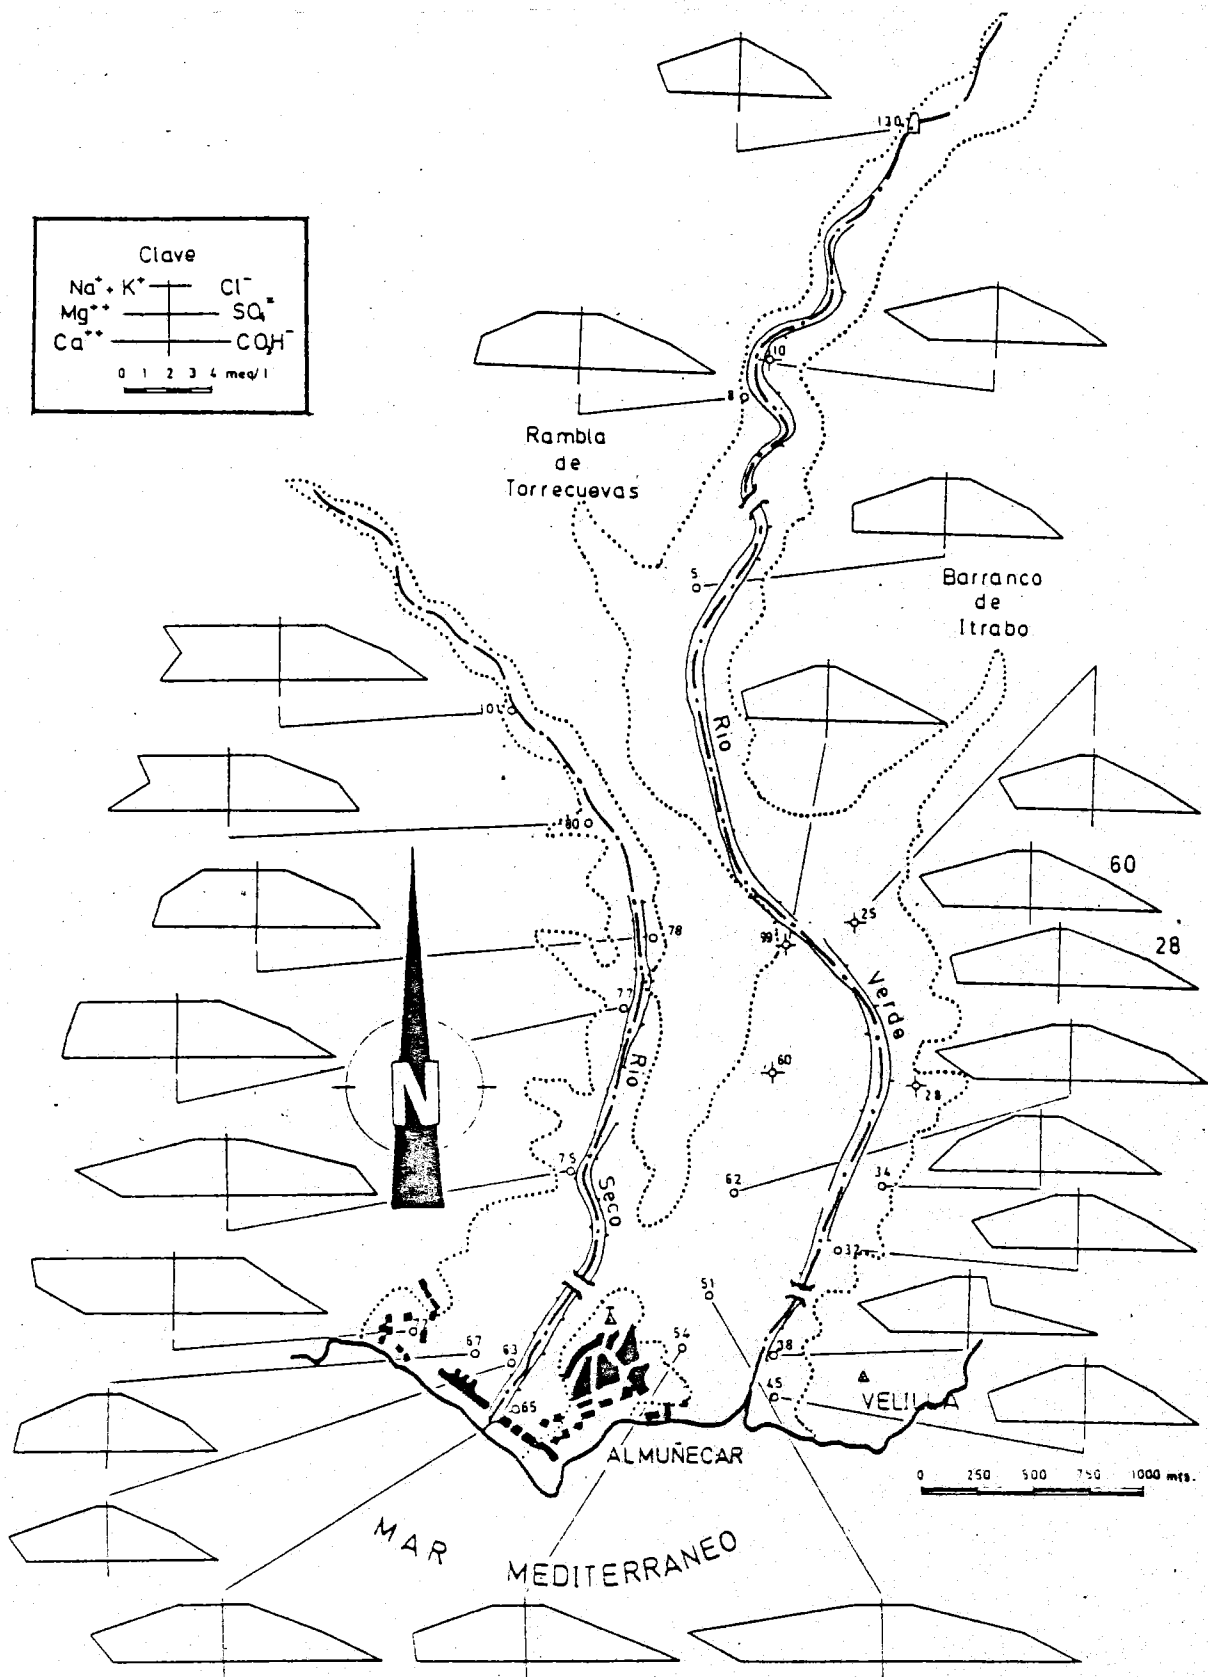 130
Clave
Na⁺ + K⁺ Cl⁻
Mg⁺⁺ SO₄⁼
Ca⁺⁺ CO₃H⁻
0 1 2 3 4 meq/l
10
8
Rambla
de
Torrecuevas
5
Barranco
de
Itrabo
Rio
80
60
25
78
99
28
77
Verde
Rio
60
28
N
75
Seco
62
34
32
51
67
63
54
38
45
65
VELILLA
ALMUÑECAR
0 250 500 750 1000 mts.
MAR MEDITERRANEO